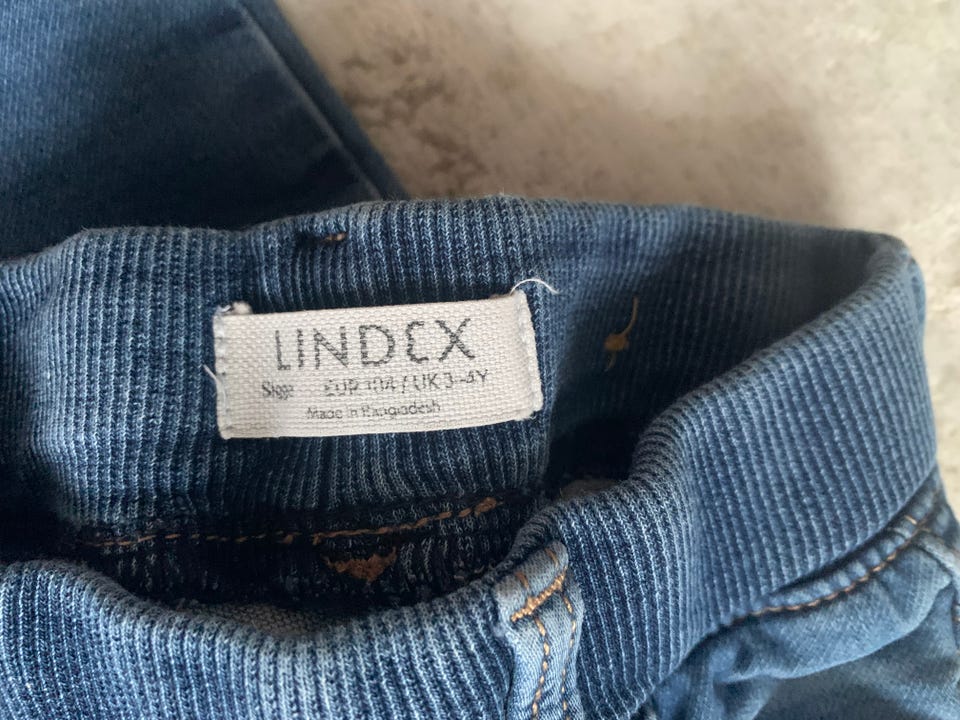 LINDEX
Size EUR 104 / UK 3-4Y
Made in Bangladesh